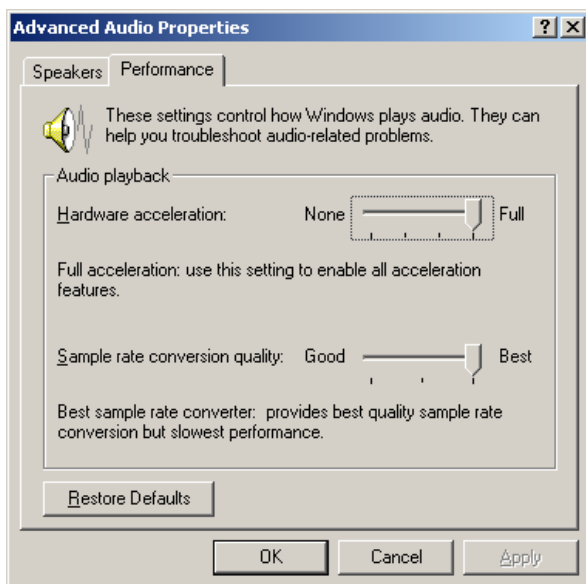 Advanced Audio Properties
Speakers
Performance
These settings control how Windows plays audio. They can
help you troubleshoot audio-related problems.
Audio playback
Hardware acceleration:
None
Full
Full acceleration: use this setting to enable all acceleration
features.
Sample rate conversion quality:
Good
Best
Best sample rate converter:  provides best quality sample rate
conversion but slowest performance.
Restore Defaults
OK
Cancel
Apply